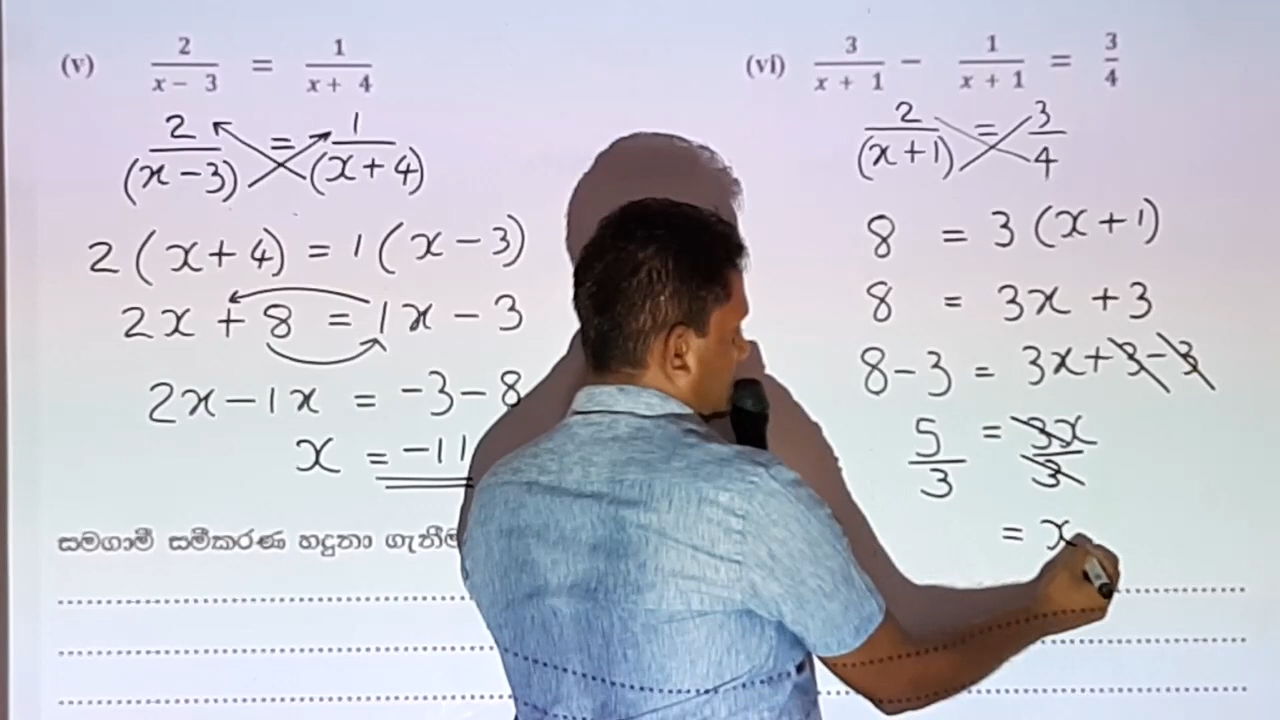 (v) 2/(x - 3) = 1/(x + 4)
2/(x-3) = 1/(x+4)
2(x+4) = 1(x-3)
2x + 8 = 1x - 3
2x - 1x = -3 - 8
x = -11
සමගාමී සමීකරණ හදුනා
(vi) 3/(x + 1) - 1/(x + 1) = 3/4
2/(x+1) = 3/4
8 = 3(x+1)
8 = 3x + 3
8-3 = 3x+3-3
5/3 = 3x/3
= x